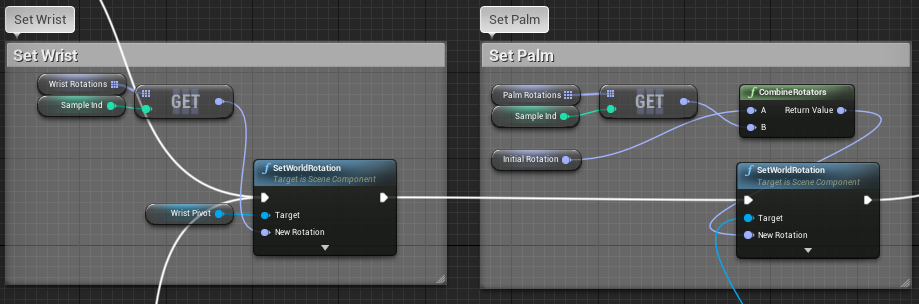 Set Wrist
Set Palm
Set Wrist
Wrist Rotations
Sample Ind
GET
SetWorldRotation
Target is Scene Component
Wrist Pivot
Target
New Rotation
Set Palm
Palm Rotations
Sample Ind
GET
Initial Rotation
CombineRotators
A
Return Value
B
SetWorldRotation
Target is Scene Component
Target
New Rotation